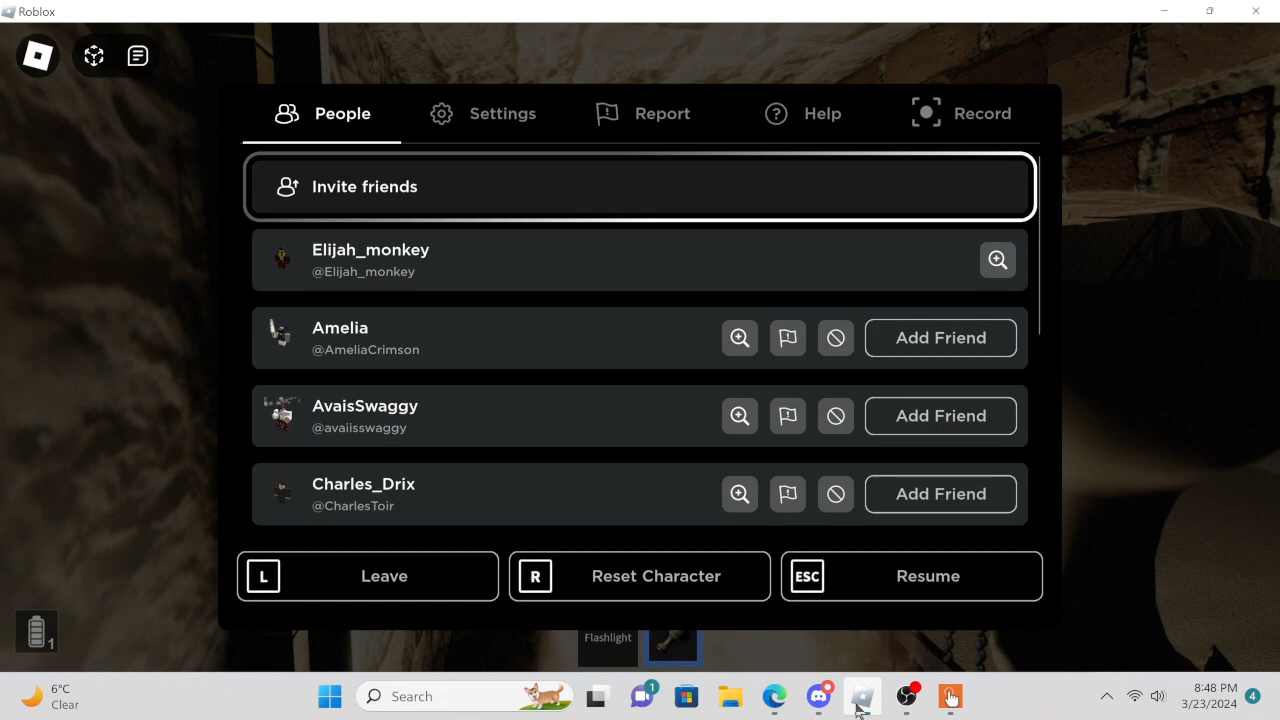 Roblox
People Settings Report Help Record
Invite friends
Elijah_monkey
@Elijah_monkey
Amelia
@AmeliaCrimson
Add Friend
AvaisSwaggy
@avaiisswaggy
Add Friend
Charles_Drix
@CharlesToir
Add Friend
L Leave R Reset Character ESC Resume
1
Flashlight
6°C
Clear
Search
1
8:48 PM
3/23/2024
4